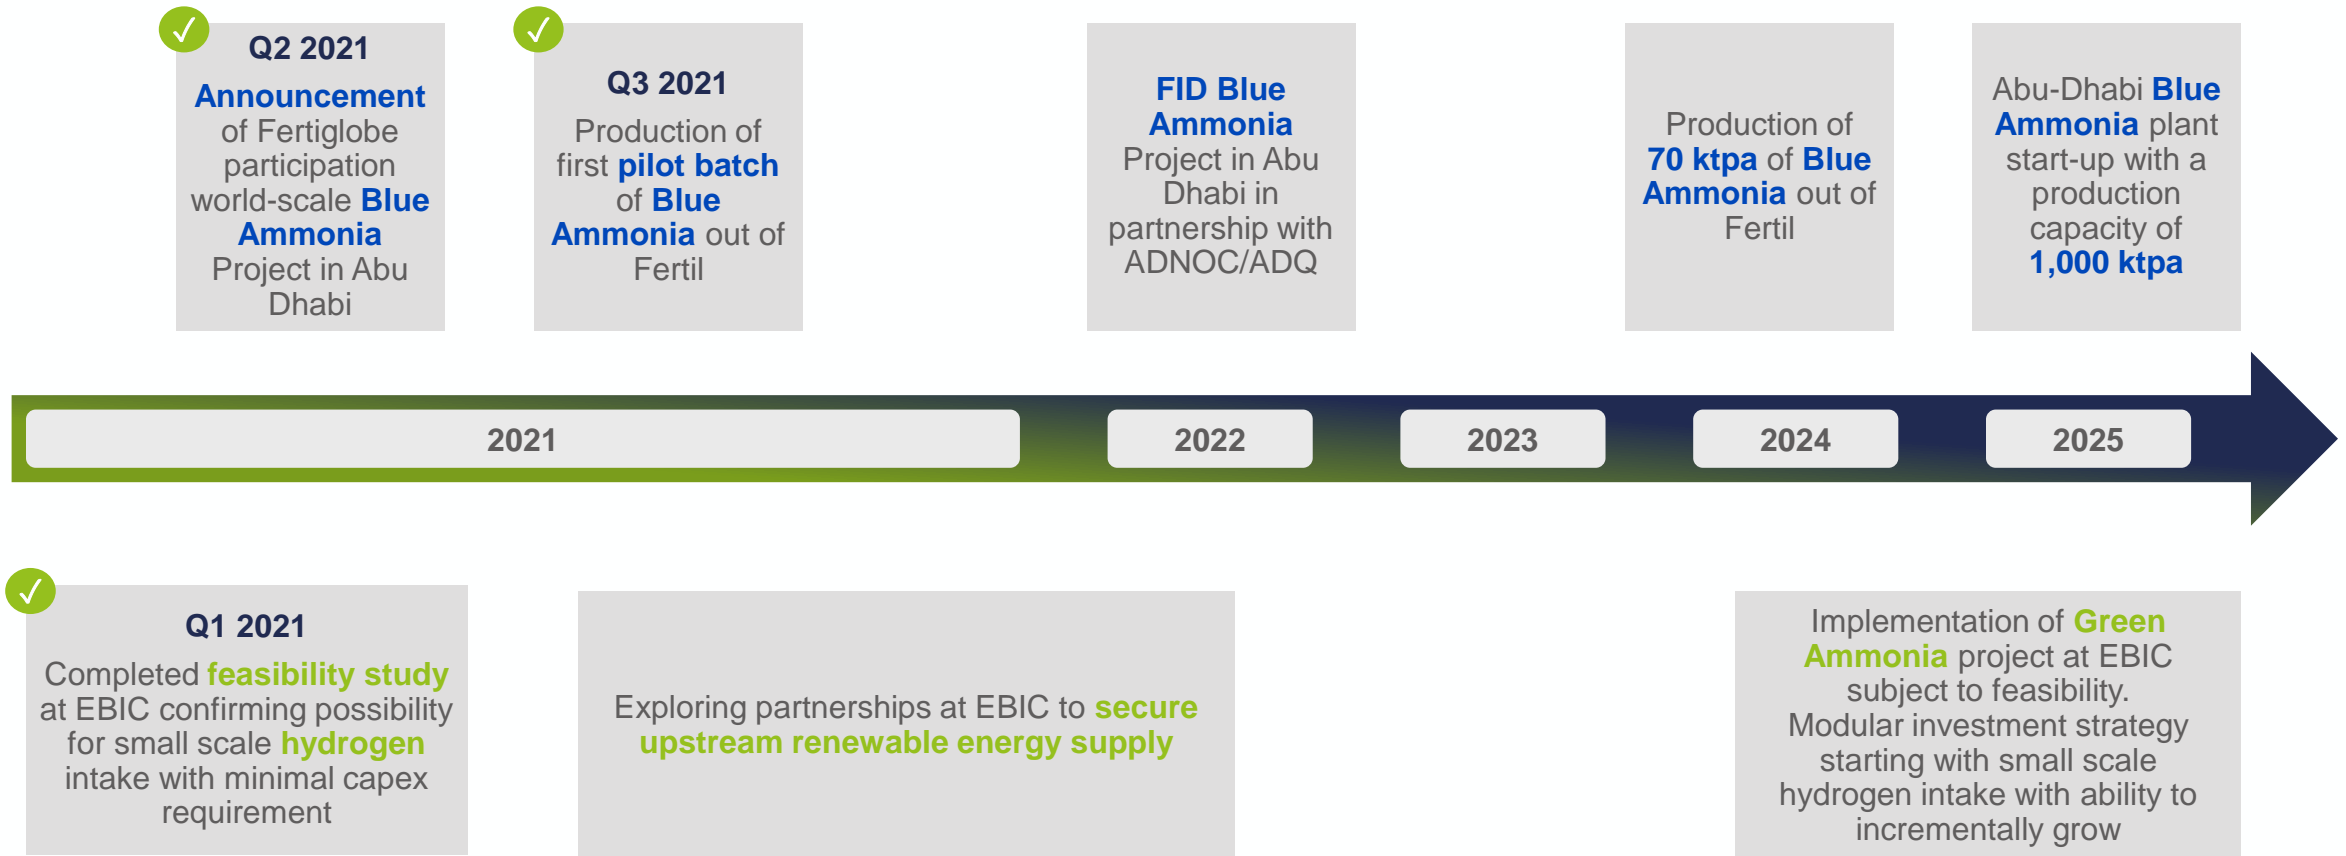 Q2 2021
Announcement
of Fertiglobe
participation
world-scale Blue
Ammonia
Project in Abu
Dhabi
Q3 2021
Production of
first pilot batch
of Blue
Ammonia out of
Fertil
FID Blue
Ammonia
Project in Abu
Dhabi in
partnership with
ADNOC/ADQ
Production of
70 ktpa of Blue
Ammonia out of
Fertil
Abu-Dhabi Blue
Ammonia plant
start-up with a
production
capacity of
1,000 ktpa
2021
2022
2023
2024
2025
Q1 2021
Completed feasibility study
at EBIC confirming possibility
for small scale hydrogen
intake with minimal capex
requirement
Exploring partnerships at EBIC to secure
upstream renewable energy supply
Implementation of Green
Ammonia project at EBIC
subject to feasibility.
Modular investment strategy
starting with small scale
hydrogen intake with ability to
incrementally grow